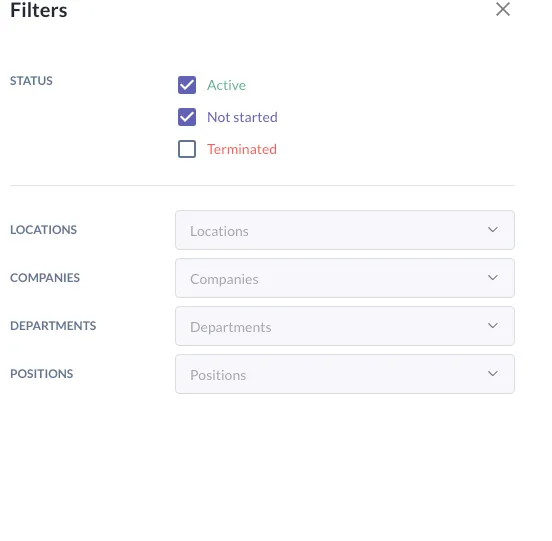 Filters
STATUS
Active
Not started
Terminated
LOCATIONS
Locations
COMPANIES
Companies
DEPARTMENTS
Departments
POSITIONS
Positions